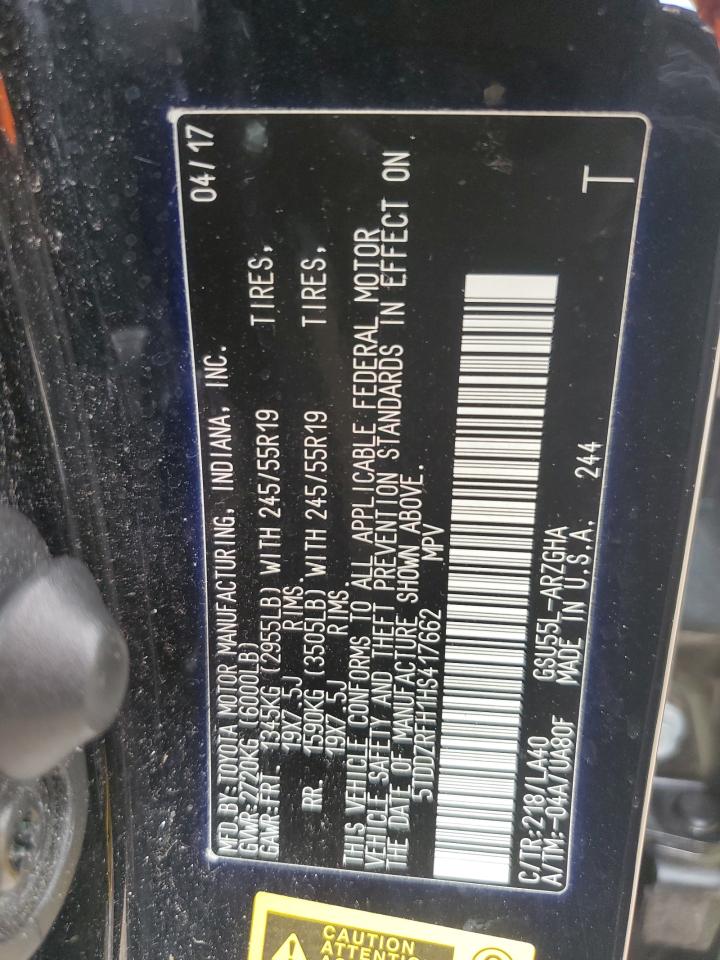 MFD.BY:TOYOTA MOTOR MANUFACTURING, INDIANA, INC. 04/17
GVWR-2720KG (6000LB)
GAWR-FRT. 1345KG (2955LB) WITH 245/55R19 TIRES,
19X7.5J RIMS.
RR. 1590KG (3505LB) WITH 245/55R19 TIRES,
19X7.5J RIMS.
THIS VEHICLE CONFORMS TO ALL APPLICABLE FEDERAL MOTOR
VEHICLE SAFETY AND THEFT PREVENTION STANDARDS IN EFFECT ON
THE DATE OF MANUFACTURE SHOWN ABOVE.
5TDDZRFH1HS417662 MPV
C/TR:218/LA40 GSU55L-ARZGHA
A/TM:-04A/UA80F MADE IN U.S.A. 244
T
CAUTION